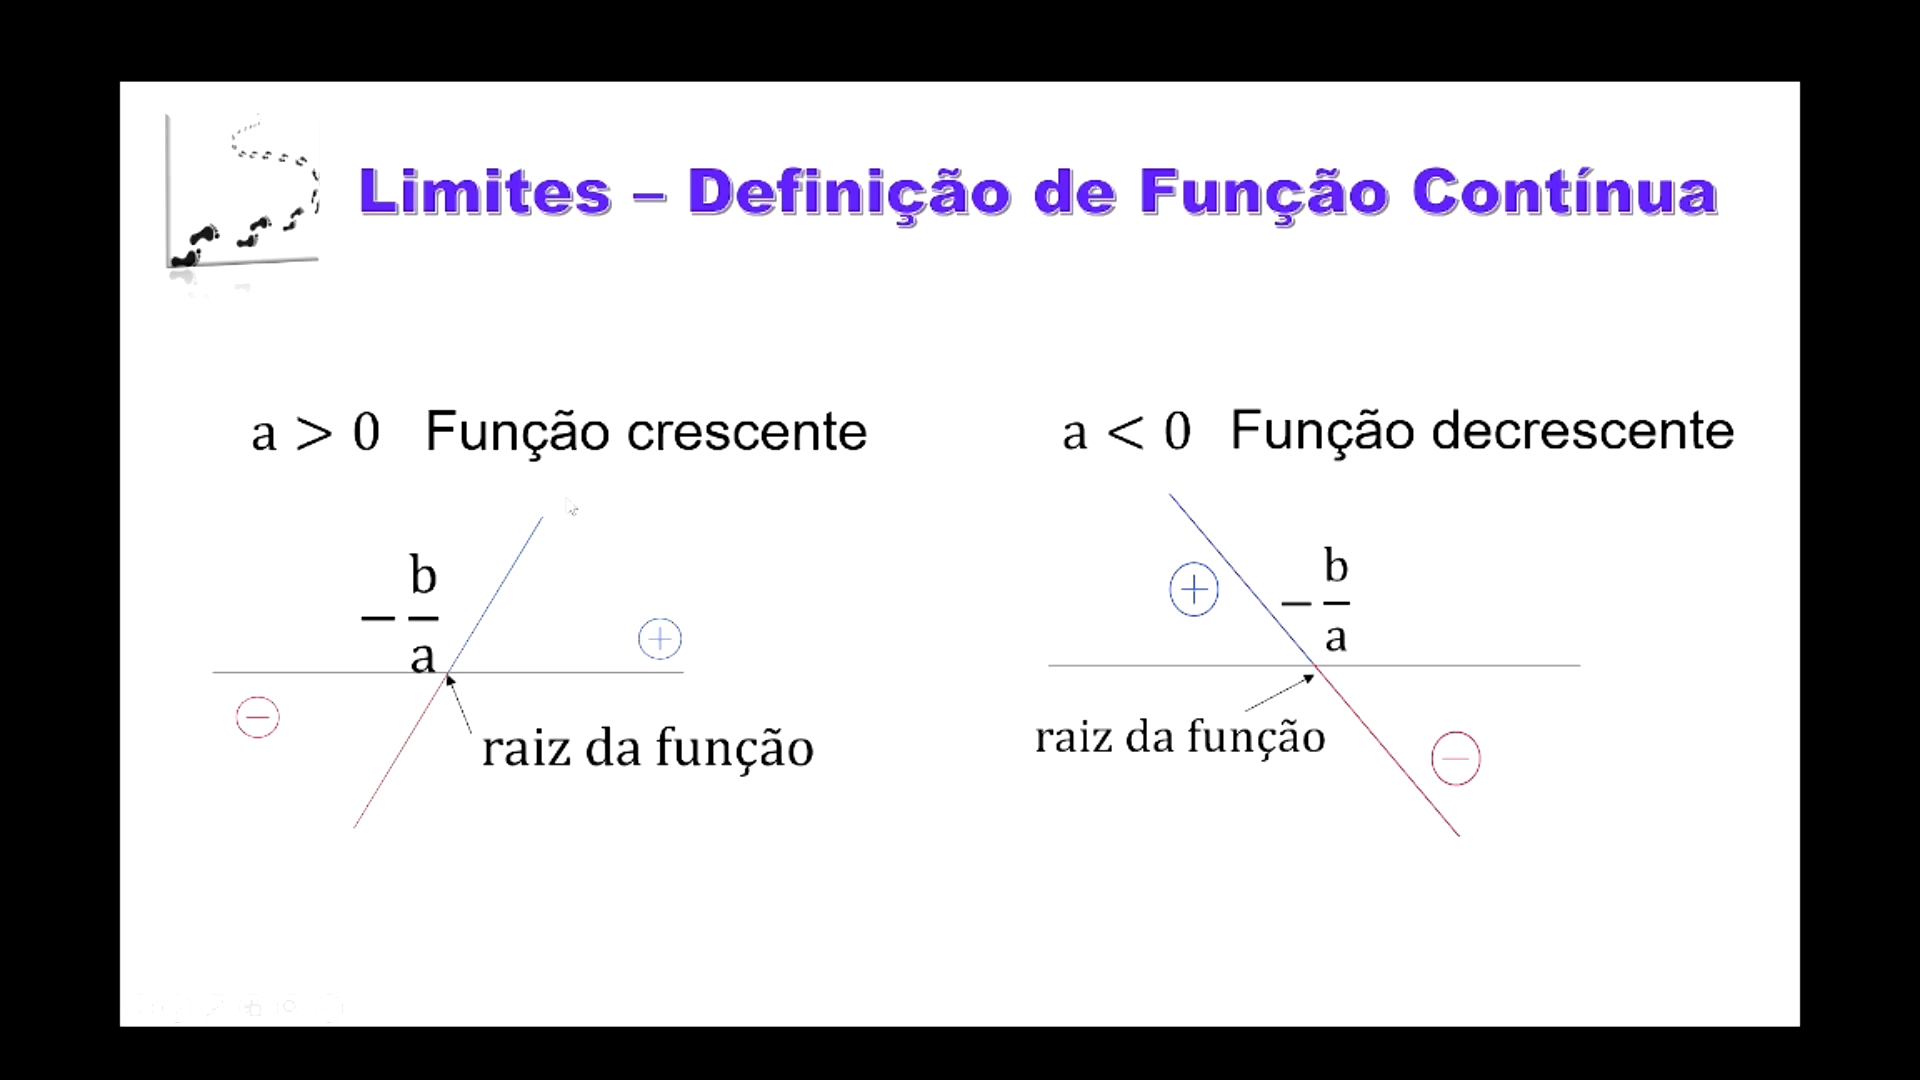 Limites – Definição de Função Contínua
a > 0 Função crescente
− b/a
+
−
raiz da função
a < 0 Função decrescente
+
− b/a
raiz da função
−